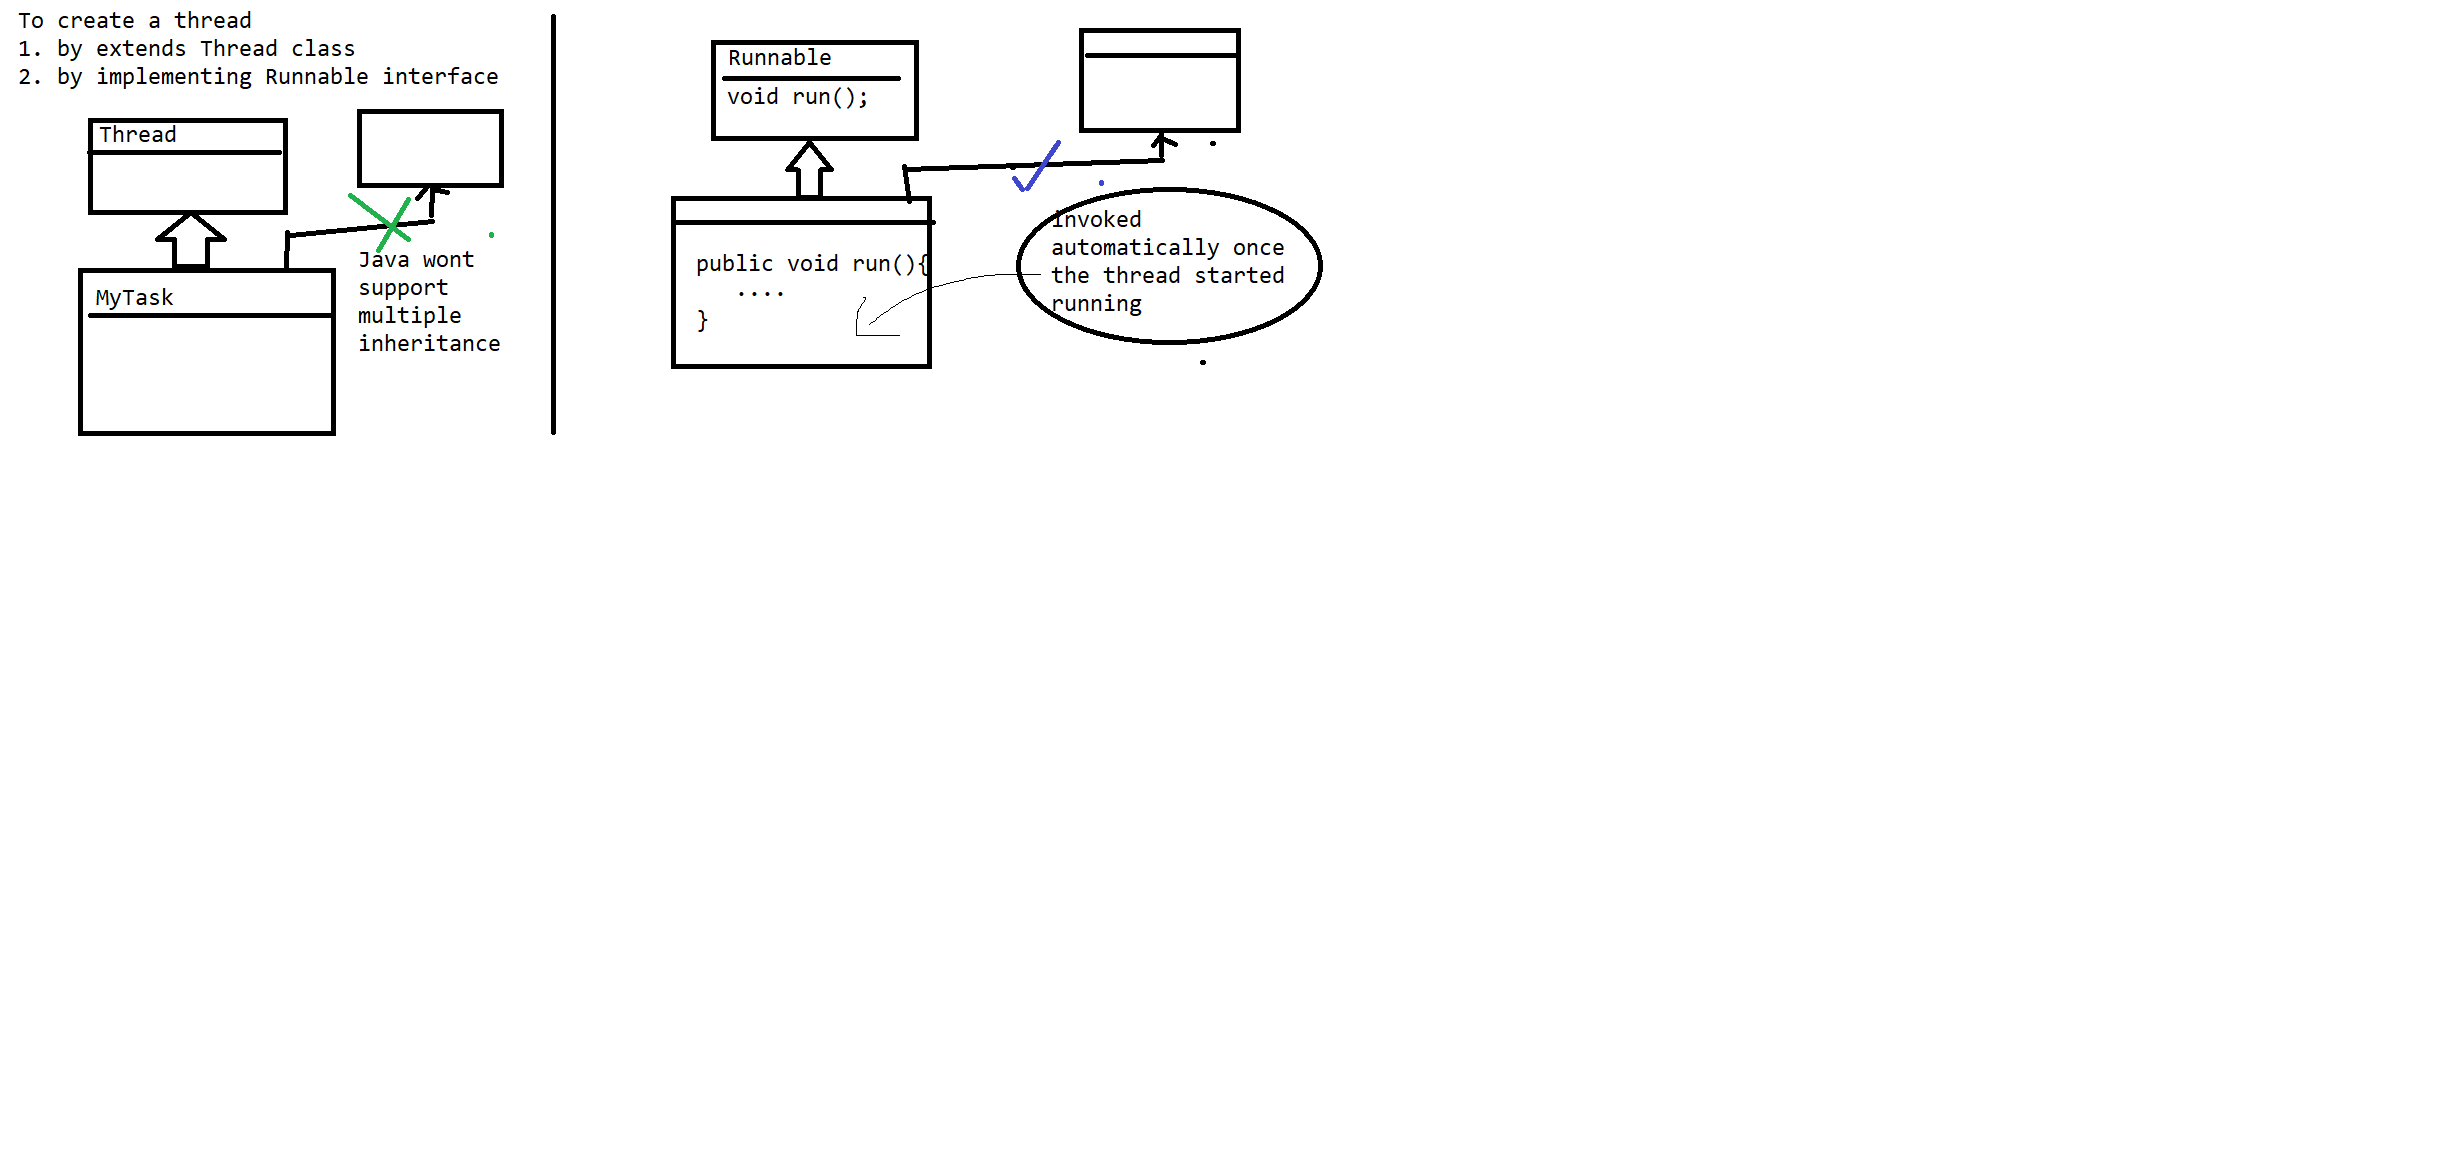 To create a thread
1. by extends Thread class
2. by implementing Runnable interface
Thread
MyTask
Java wont
support
multiple
inheritance
Runnable
void run();
public void run(){
....
}
invoked
automatically once
the thread started
running